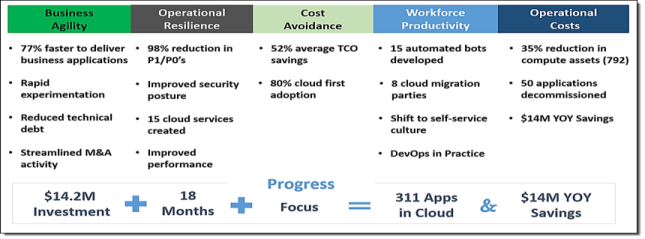 Business
Agility
Operational
Resilience
Cost
Avoidance
Workforce
Productivity
Operational
Costs
• 77% faster to deliver
business applications
• Rapid
experimentation
• Reduced technical
debt
• Streamlined M&A
activity
• 98% reduction in
P1/P0's
• Improved security
posture
• 15 cloud services
created
• Improved
performance
• 52% average TCO
savings
• 80% cloud first
adoption
• 15 automated bots
developed
• 8 cloud migration
parties
• Shift to self-service
culture
• DevOps in Practice
• 35% reduction in
compute assets (792)
• 50 applications
decommissioned
• $14M YOY Savings
$14.2M
Investment
+
18
Months
+
Progress
Focus
=
311 Apps
in Cloud
&
$14M YOY
Savings